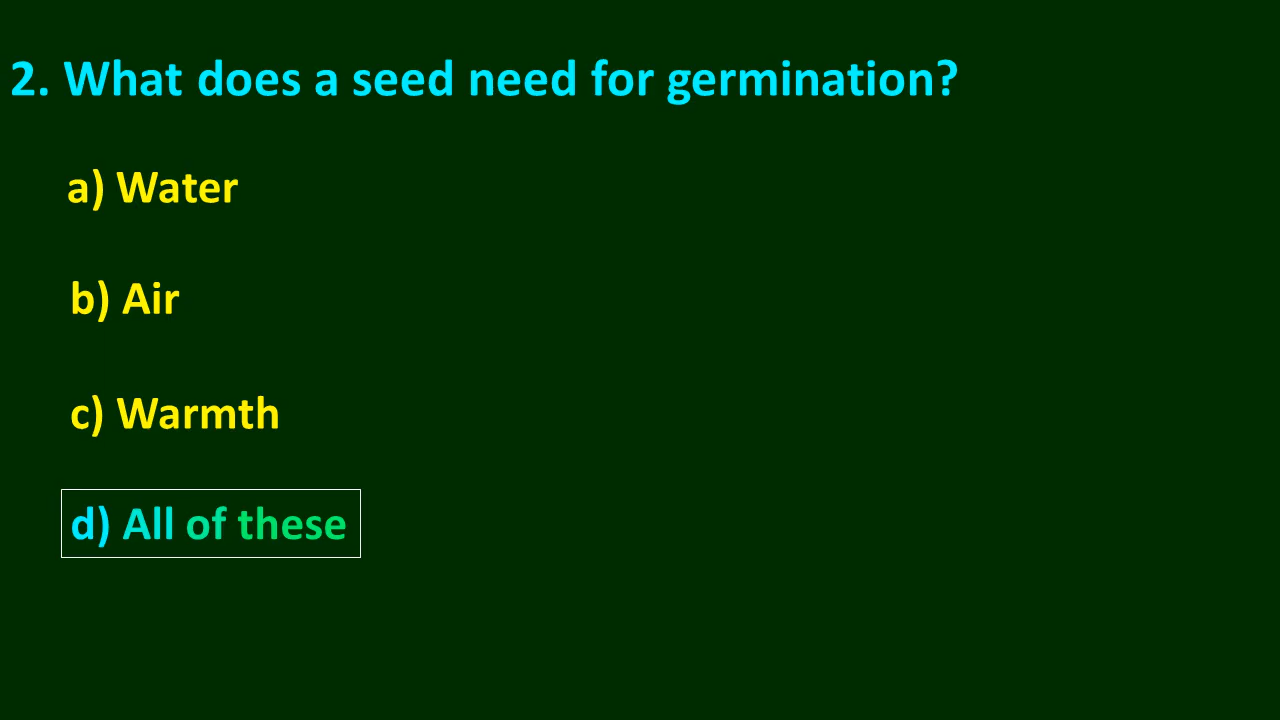 2. What does a seed need for germination?
a) Water
b) Air
c) Warmth
d) All of these